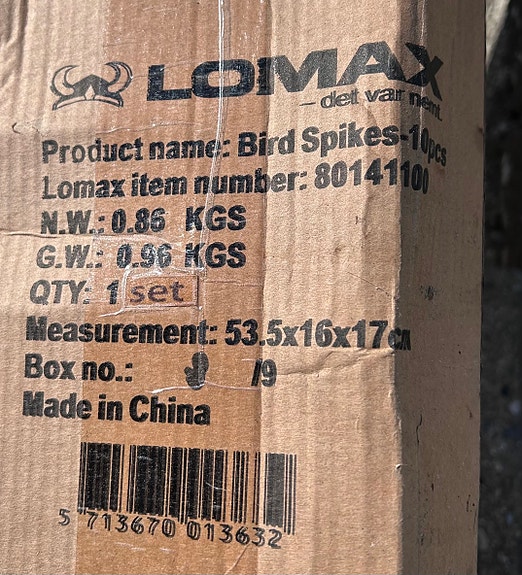 LOMAX
– det var nemt.
Product name: Bird Spikes-10pcs
Lomax item number: 80141100
N.W.: 0.86 KGS
G.W.: 0.96 KGS
QTY: 1 set
Measurement: 53.5x16x17cm
Box no.: /9
Made in China
5 713670 013632